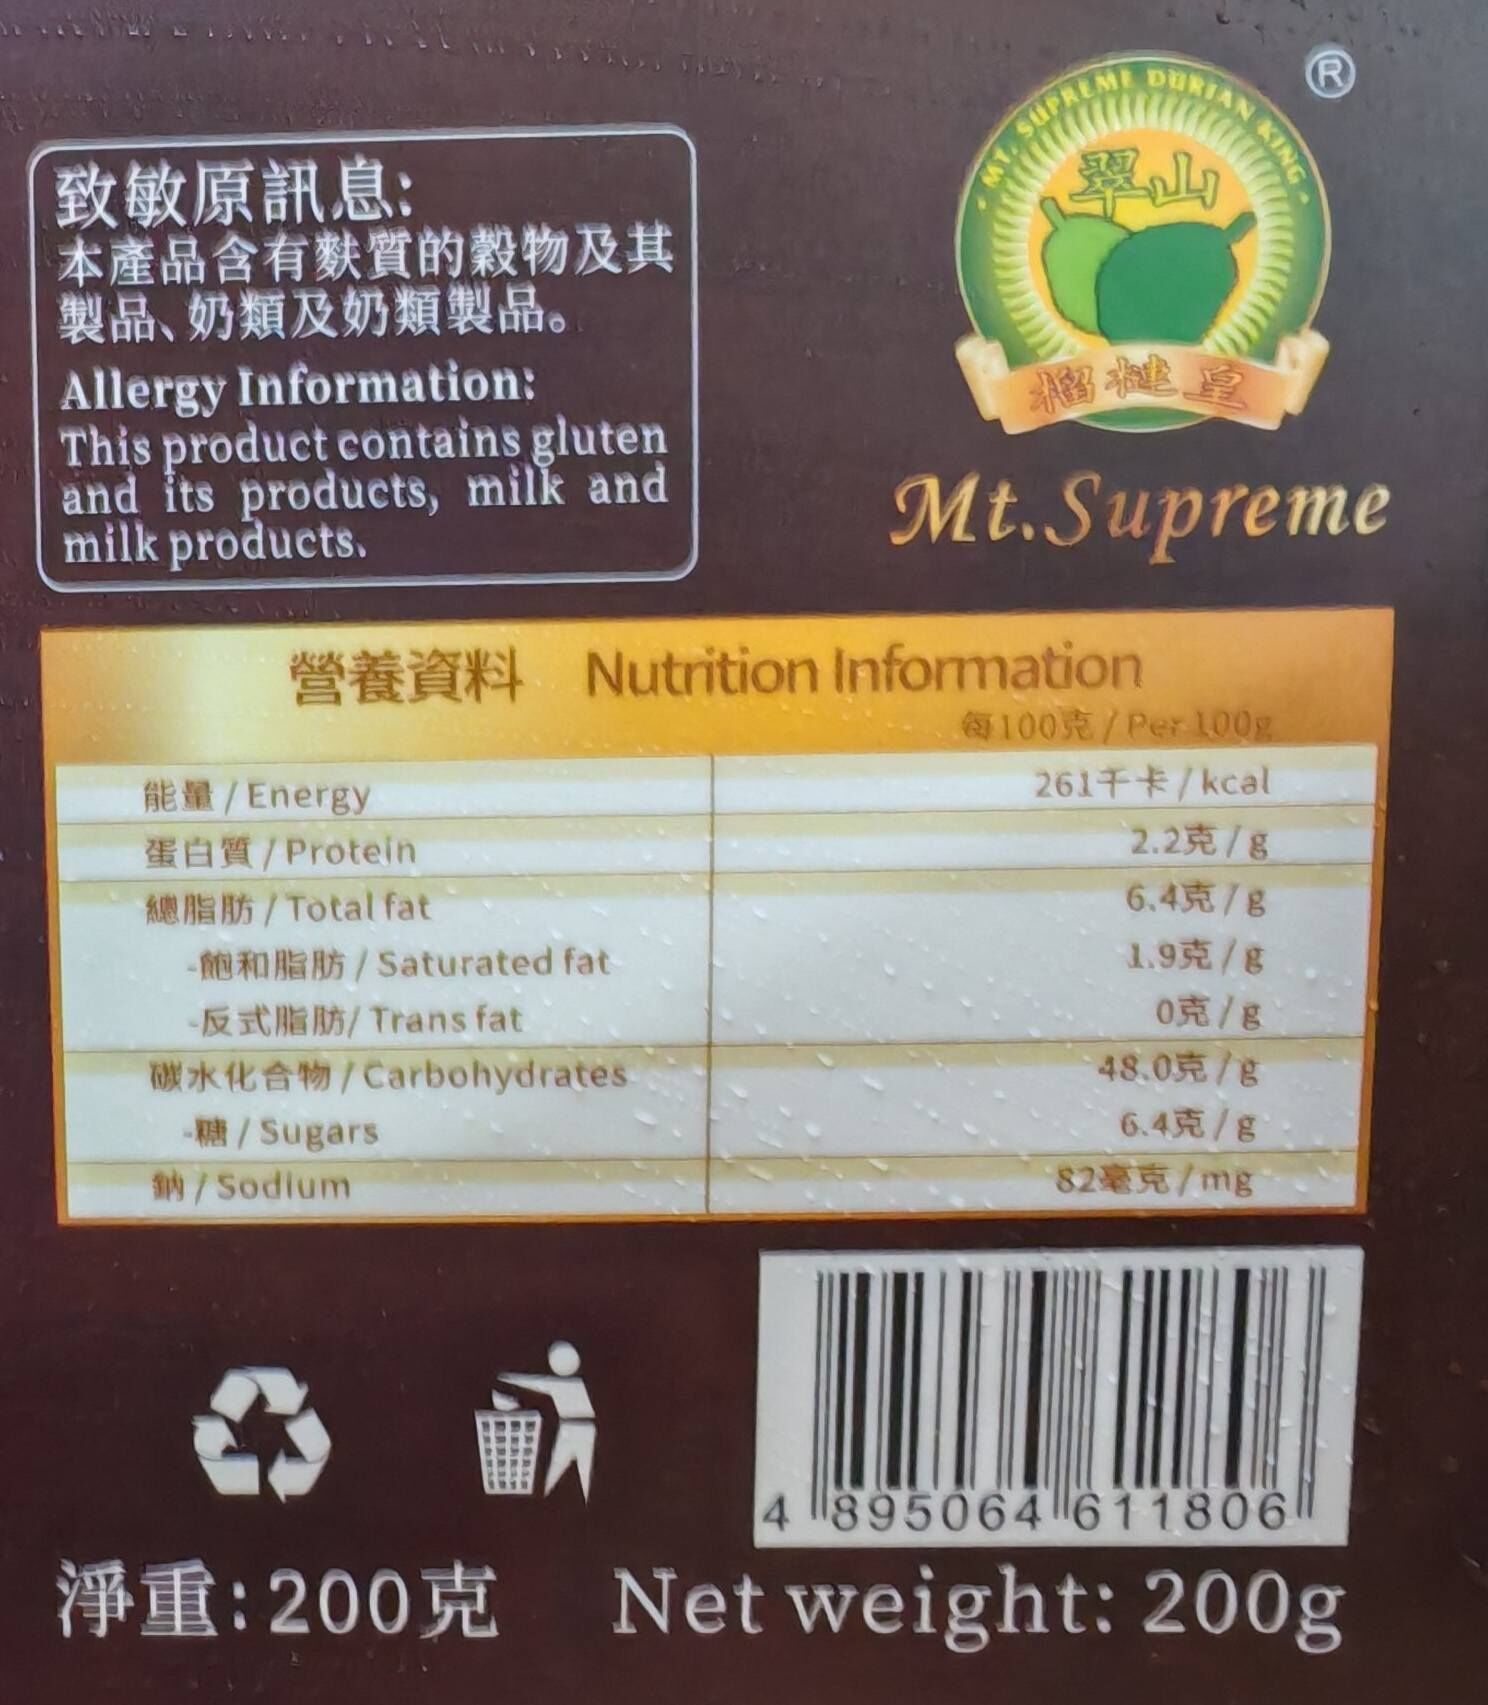 致敏原訊息:
本產品含有麩質的穀物及其
製品、奶類及奶類製品。
Allergy Information:
This product contains gluten
and its products, milk and
milk products.
®
MT. SUPREME DURIAN KING
翠山
榴槤皇
Mt.Supreme
營養資料 Nutrition Information
每100克 / Per 100g
能量 / Energy 261千卡 / kcal
蛋白質 / Protein 2.2克 / g
總脂肪 / Total fat 6.4克 / g
-飽和脂肪 / Saturated fat 1.9克 / g
-反式脂肪/ Trans fat 0克 / g
碳水化合物 / Carbohydrates 48.0克 / g
-糖 / Sugars 6.4克 / g
鈉 / Sodium 82毫克 / mg
4 895064 611806
淨重:200克 Net weight: 200g